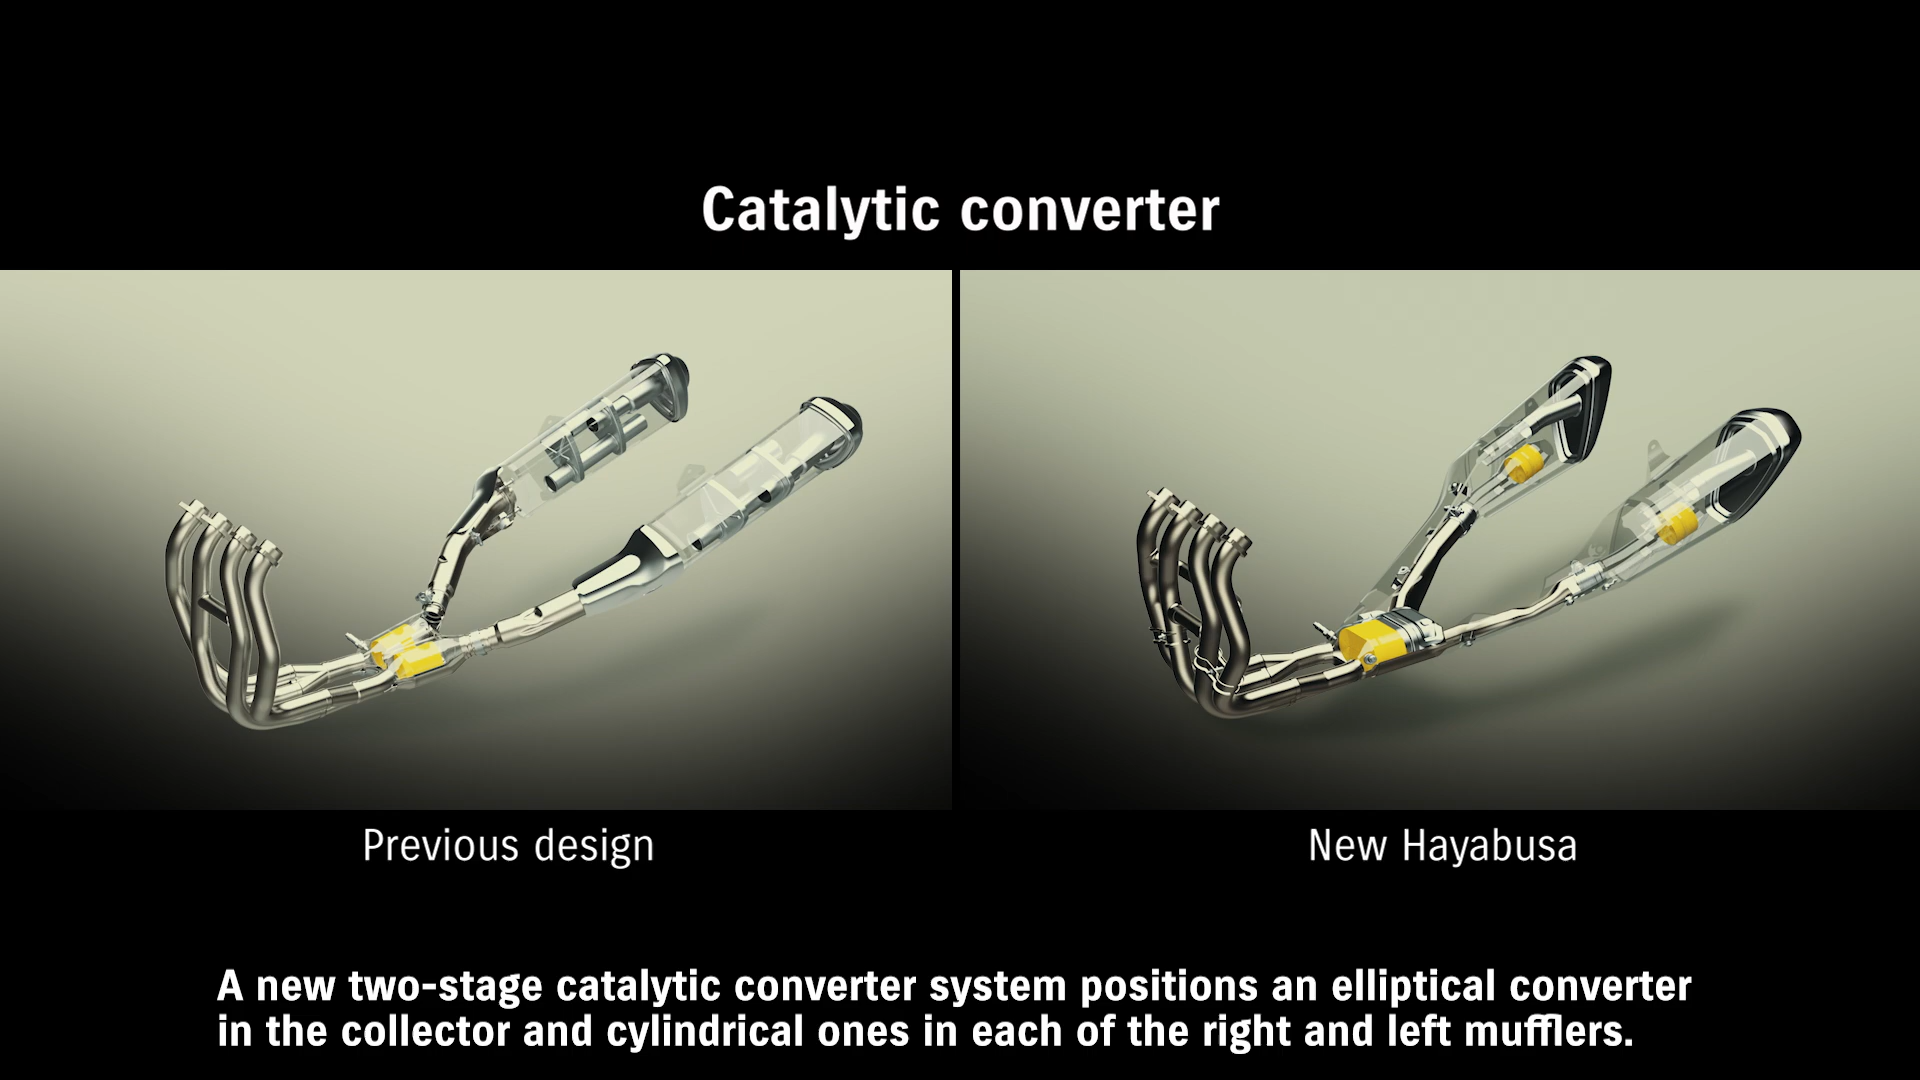 Catalytic converter
Previous design
New Hayabusa
A new two-stage catalytic converter system positions an elliptical converter
in the collector and cylindrical ones in each of the right and left mufflers.